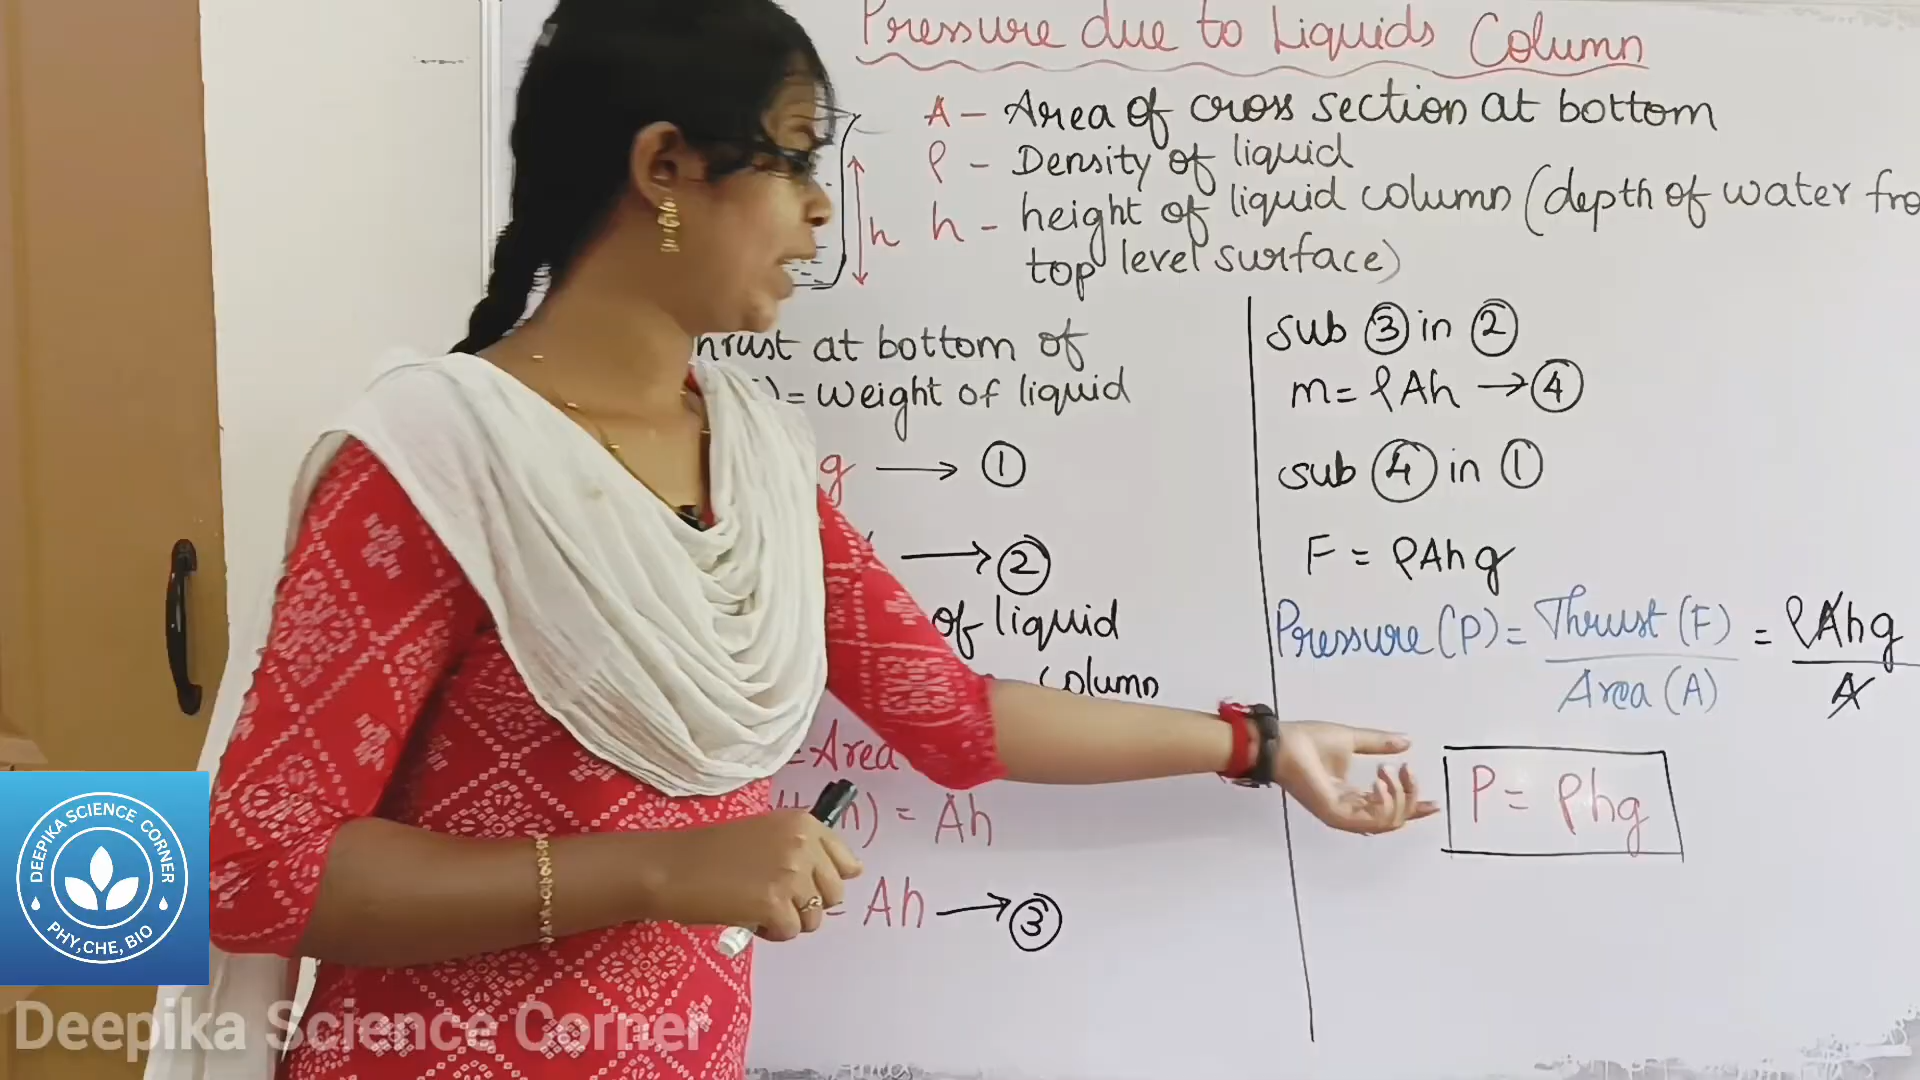 Pressure due to Liquids Column
A - Area of cross section at bottom
ρ - Density of liquid
h
h - height of liquid column (depth of water fro
top level surface)
at bottom of
= Weight of liquid
g → ①
→ ②
of liquid
column
= Area
h) = Ah
= Ah → ③
sub ③ in ②
m = ρAh → ④
sub ④ in ①
F = ρAhg
Pressure (P) = Thrust (F) / Area (A) = ρAhg / A
P = ρhg
DEEPIKA SCIENCE CORNER
PHY,CHE, BIO
Deepika Science Corner